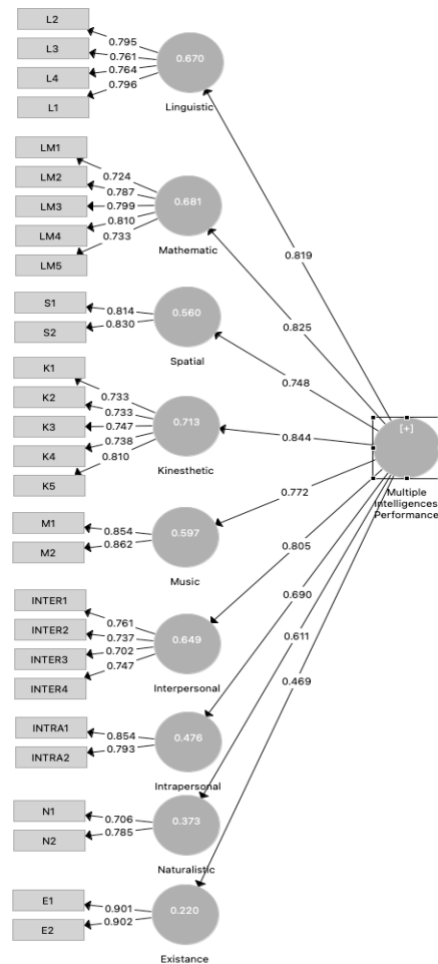 L2
L3
L4
L1
0.795
0.761
0.764
0.796
0.670
Linguistic
LM1
LM2
LM3
LM4
LM5
0.724
0.787
0.799
0.810
0.733
0.681
Mathematic
S1
S2
0.814
0.830
0.560
Spatial
K1
K2
K3
K4
K5
0.733
0.733
0.747
0.738
0.810
0.713
Kinesthetic
M1
M2
0.854
0.862
0.597
Music
INTER1
INTER2
INTER3
INTER4
0.761
0.737
0.702
0.747
0.649
Interpersonal
INTRA1
INTRA2
0.854
0.793
0.476
Intrapersonal
N1
N2
0.706
0.785
0.373
Naturalistic
E1
E2
0.901
0.902
0.220
Existance
0.819
0.825
0.748
0.844
0.772
0.805
0.690
0.611
0.469
[+]
Multiple
Intelligences
Performance